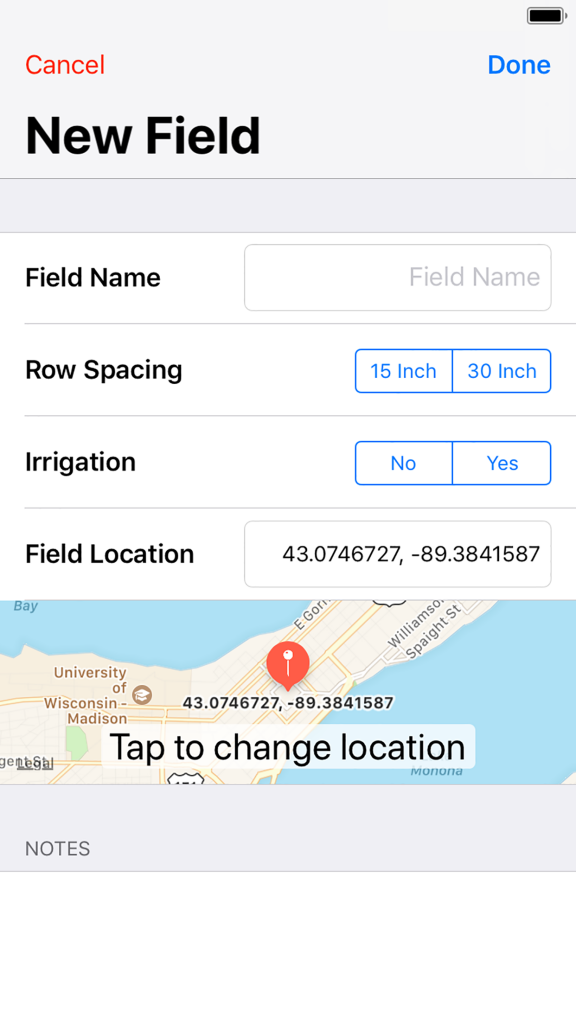 Cancel
Done
New Field
Field Name
Field Name
Row Spacing
15 Inch
30 Inch
Irrigation
No
Yes
Field Location
43.0746727, -89.3841587
Bay
E Gorh
Williamson
Spaight St
University
of
Wisconsin -
Madison
43.0746727, -89.3841587
Tap to change location
Legal
Monona
NOTES